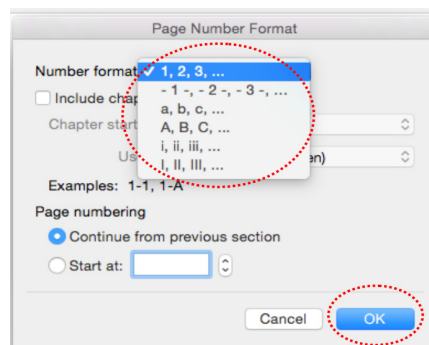 Page Number Format
Number format ✓ 1, 2, 3, ...
- 1 -, - 2 -, - 3 -, ...
Include chap
a, b, c, ...
Chapter start
A, B, C, ...
i, ii, iii, ...
Us
I, II, III, ...
en)
Examples: 1-1, 1-A
Page numbering
Continue from previous section
Start at:
Cancel OK